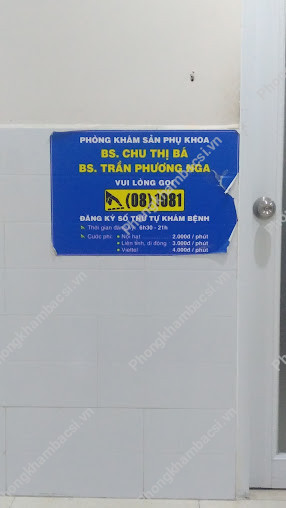 PHÒNG KHÁM SẢN PHỤ KHOA
BS. CHU THỊ BÁ
BS. TRẦN PHƯƠNG NGA
VUI LÒNG GỌI
(08) 1081
ĐĂNG KÝ SỐ THỨ TỰ KHÁM BỆNH
Thời gian đăng ký: 6h30 - 21h
Cước phí: Nội hạt 2.000đ / phút
Liên tỉnh, di động 3.000đ / phút
Viettel 4.000đ / phút
Phongkhambacsi.vn